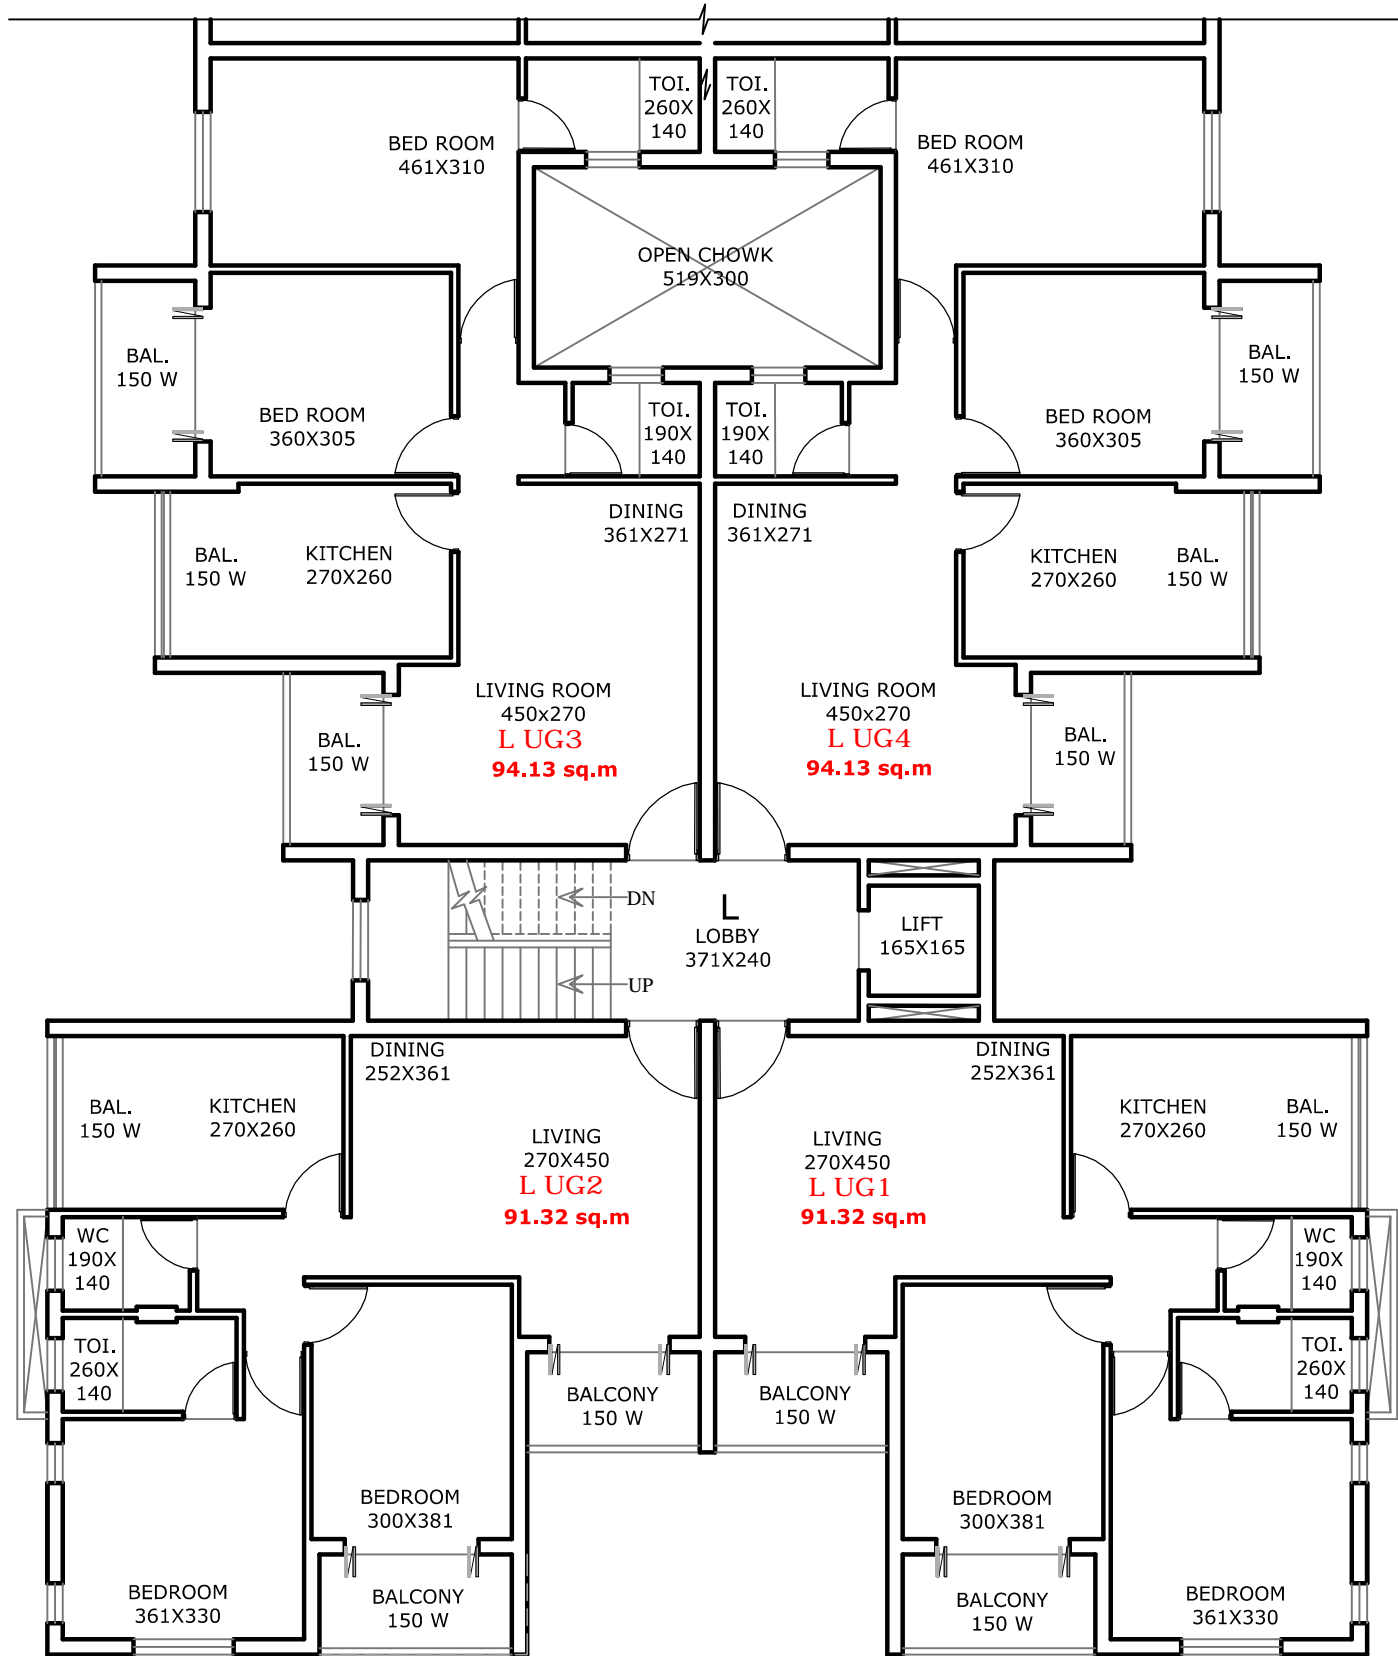 TOI.
260X
140
TOI.
260X
140
BED ROOM
461X310
BED ROOM
461X310
OPEN CHOWK
519X300
BAL.
150 W
BED ROOM
360X305
TOI.
190X
140
TOI.
190X
140
BED ROOM
360X305
BAL.
150 W
BAL.
150 W
KITCHEN
270X260
DINING
361X271
DINING
361X271
KITCHEN
270X260
BAL.
150 W
BAL.
150 W
LIVING ROOM
450x270
L UG3
94.13 sq.m
LIVING ROOM
450x270
L UG4
94.13 sq.m
BAL.
150 W
DN
UP
L
LOBBY
371X240
LIFT
165X165
BAL.
150 W
KITCHEN
270X260
DINING
252X361
LIVING
270X450
L UG2
91.32 sq.m
LIVING
270X450
L UG1
91.32 sq.m
DINING
252X361
KITCHEN
270X260
BAL.
150 W
WC
190X
140
TOI.
260X
140
WC
190X
140
TOI.
260X
140
BALCONY
150 W
BALCONY
150 W
BEDROOM
300X381
BEDROOM
300X381
BEDROOM
361X330
BALCONY
150 W
BALCONY
150 W
BEDROOM
361X330